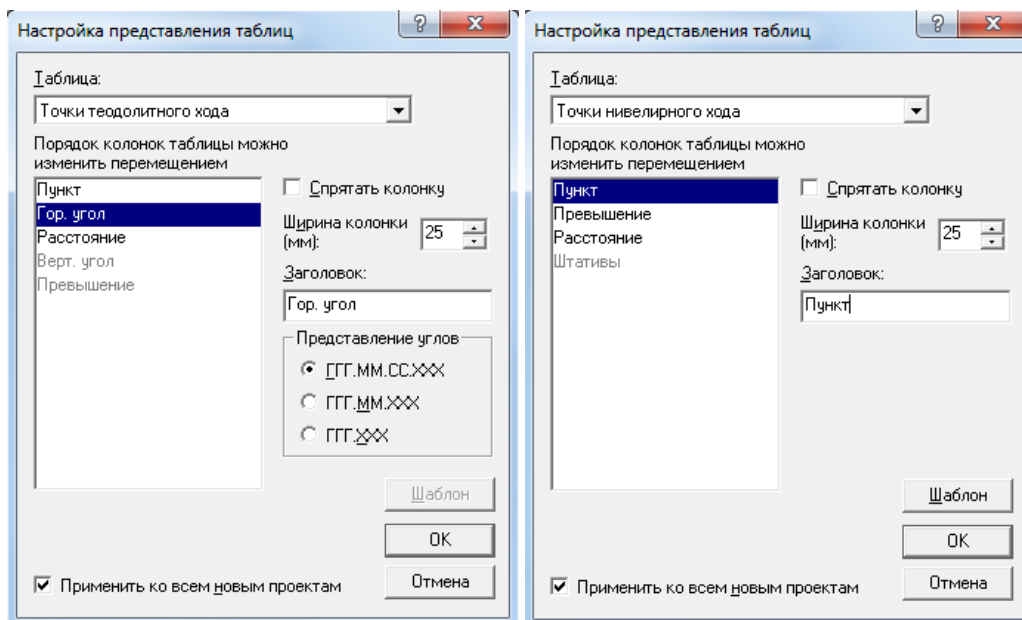 Настройка представления таблиц
Таблица:
Точки теодолитного хода
Порядок колонок таблицы можно
изменить перемещением
Пункт
Гор. угол
Расстояние
Верт. угол
Превышение
Спрятать колонку
Ширина колонки
(мм):
25
Заголовок:
Гор. угол
Представление углов
ГГГ.ММ.СС.XXX
ГГГ.ММ.XXX
ГГГ.XXX
Шаблон
OK
Применить ко всем новым проектам
Отмена
Настройка представления таблиц
Таблица:
Точки нивелирного хода
Порядок колонок таблицы можно
изменить перемещением
Пункт
Превышение
Расстояние
Штативы
Спрятать колонку
Ширина колонки
(мм):
25
Заголовок:
Пункт
Шаблон
OK
Применить ко всем новым проектам
Отмена